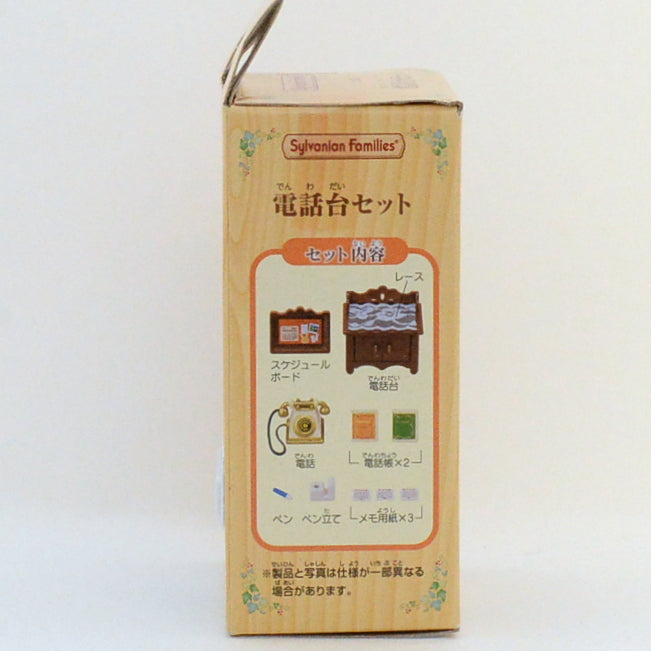 Sylvanian Families®
でん わ だい
電話台セット
ない よう
セット内容
レース
スケジュール
ボード
でんわだい
電話台
でんわ
電話
でんわちょう
電話帳×2
ペン
た
ペン立て
ようし
メモ用紙×3
せいひん しゃしん しよう いちぶこと
※製品と写真は仕様が一部異なる
ばあい
場合があります。